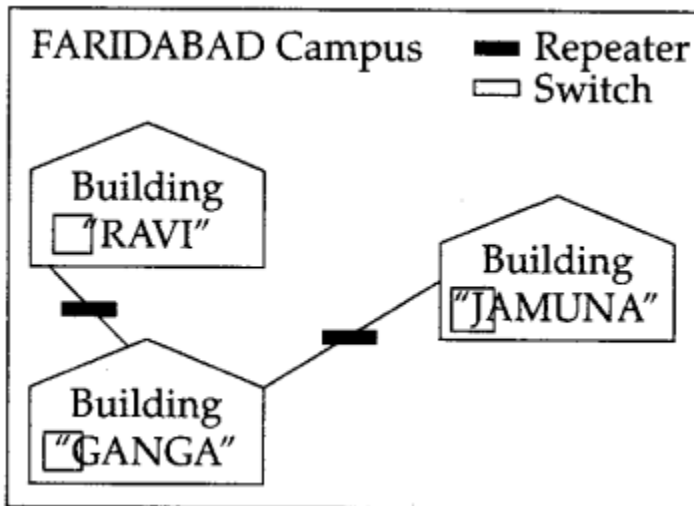 FARIDABAD Campus
Repeater
Switch
Building
"RAVI"
Building
"JAMUNA"
Building
"GANGA"